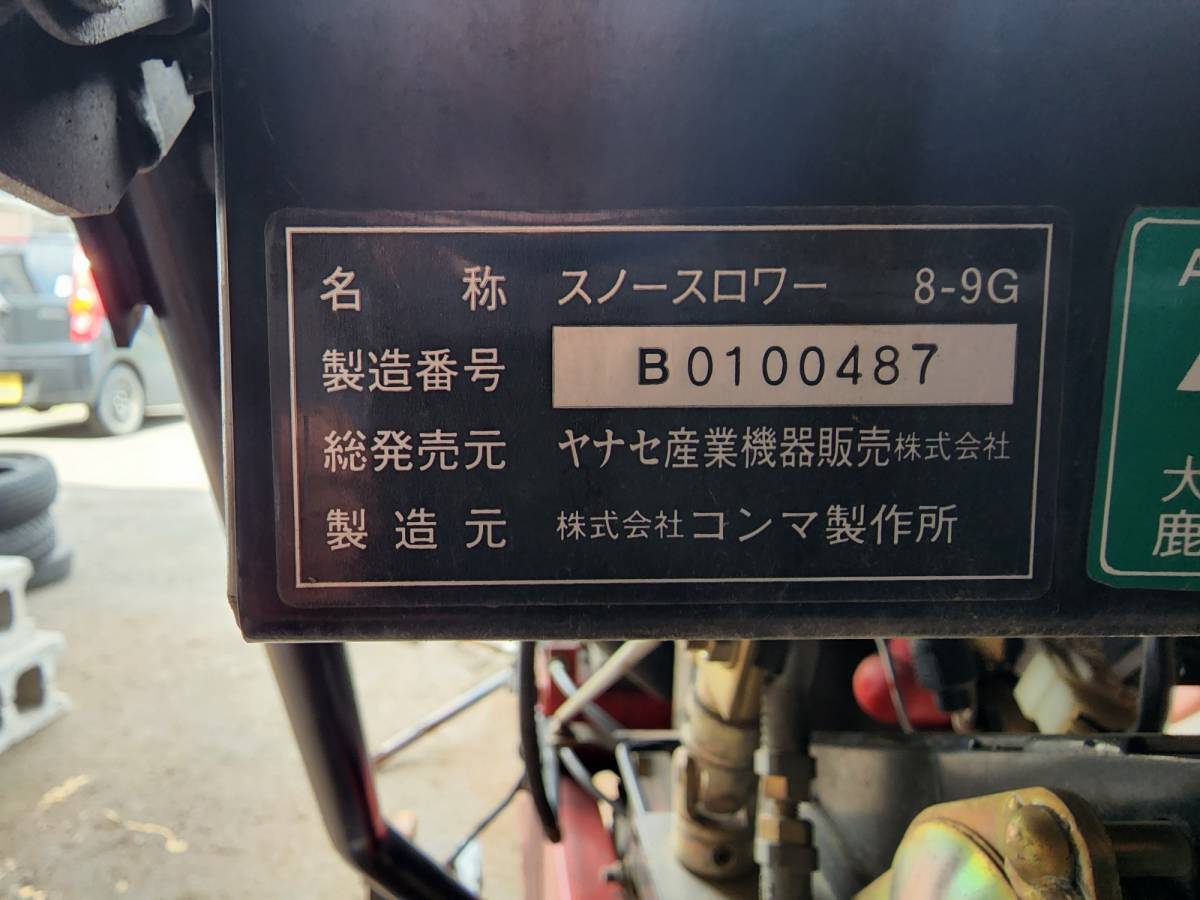 名称 スノースロワー 8-9G
製造番号 B0100487
総発売元 ヤナセ産業機器販売株式会社
製造元 株式会社コンマ製作所
A
大
鹿